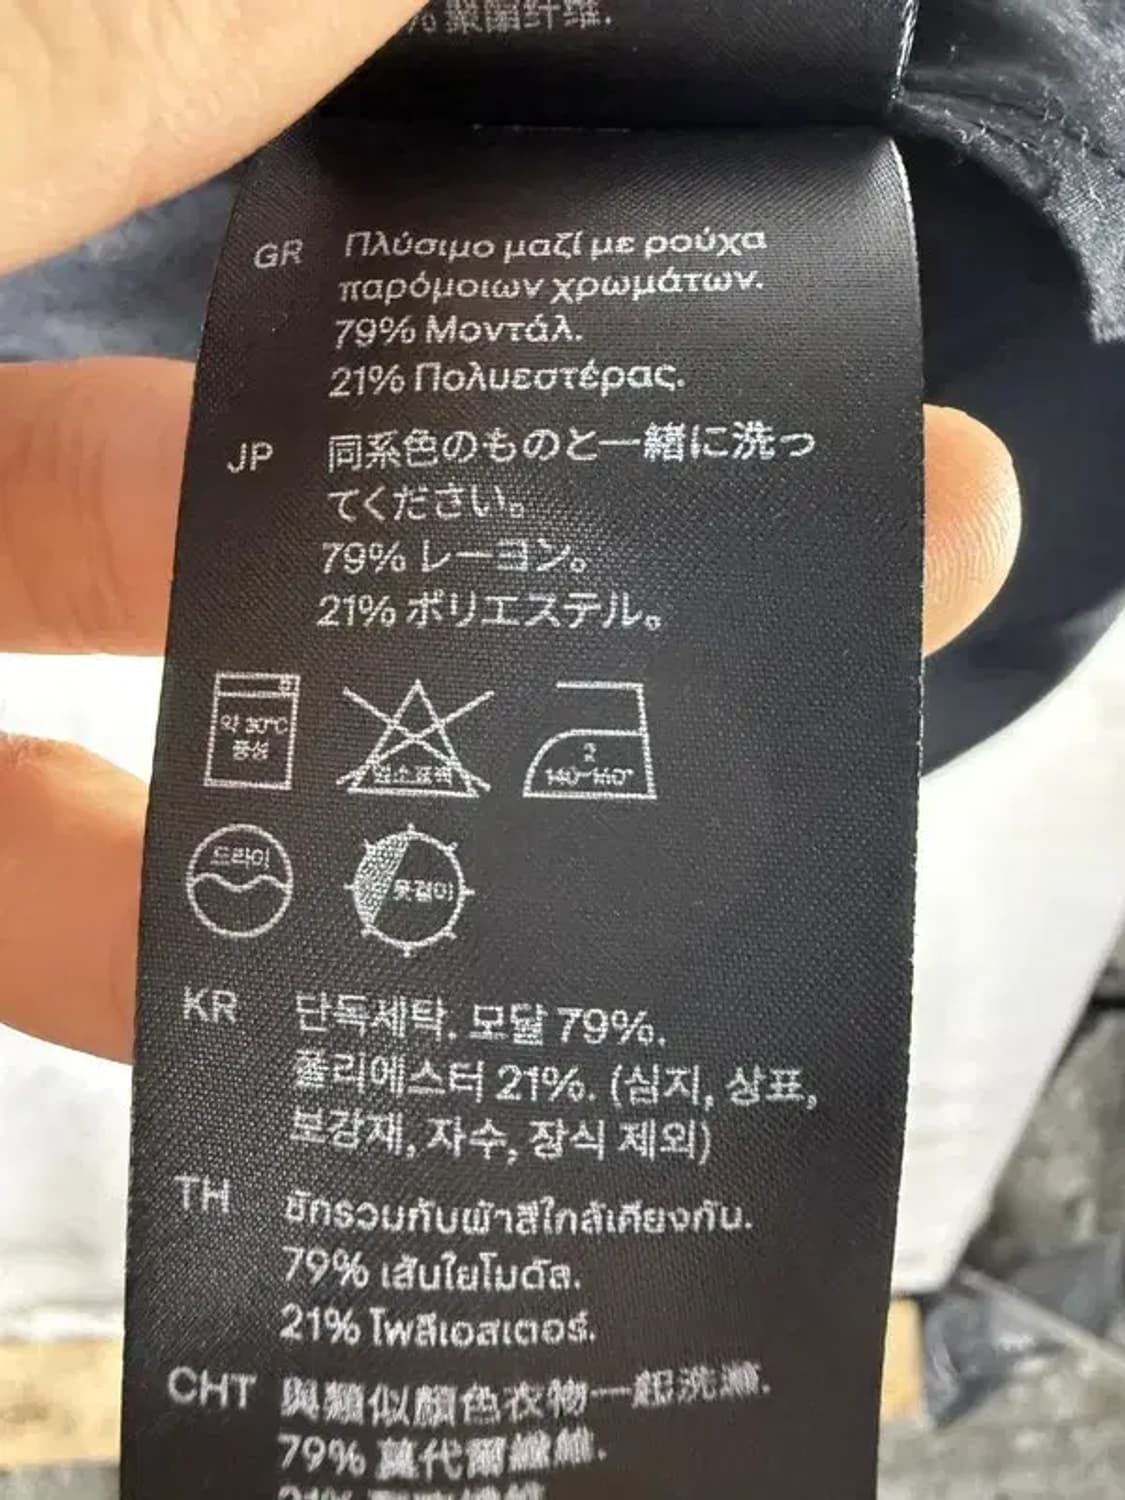 % 聚酯纤维.
GR Πλύσιμο μαζί με ρούχα
παρόμοιων χρωμάτων.
79% Μοντάλ.
21% Πολυεστέρας.
JP 同系色のものと一緒に洗っ
てください。
79% レーヨン。
21% ポリエステル。
약 30℃
중성
염소표백
2
140~160°
드라이
옷걸이
KR 단독세탁. 모달 79%.
폴리에스터 21%. (심지, 상표,
보강재, 자수, 장식 제외)
TH ซักรวมกับผ้าสีใกล้เคียงกัน.
79% เส้นใยโมดัล.
21% โพลีเอสเตอร์.
CHT 與類似顏色衣物一起洗滌.
79% 莫代爾纖維.
21%